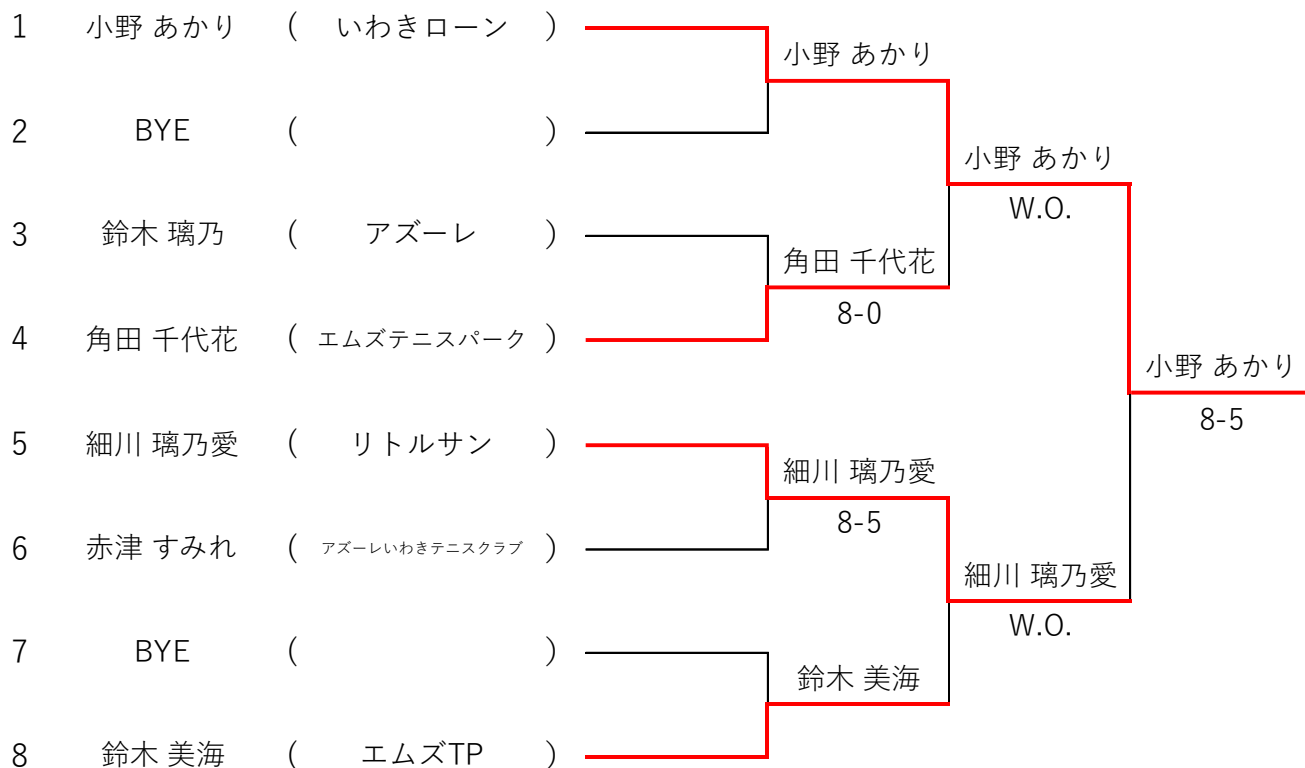 1 小野 あかり ( いわきローン )
小野 あかり
2 BYE ( )
小野 あかり
W.O.
3 鈴木 璃乃 ( アズーレ )
角田 千代花
8-0
4 角田 千代花 ( エムズテニスパーク )
小野 あかり
8-5
5 細川 璃乃愛 ( リトルサン )
細川 璃乃愛
8-5
6 赤津 すみれ ( アズーレいわきテニスクラブ )
細川 璃乃愛
W.O.
7 BYE ( )
鈴木 美海
8 鈴木 美海 ( エムズTP )